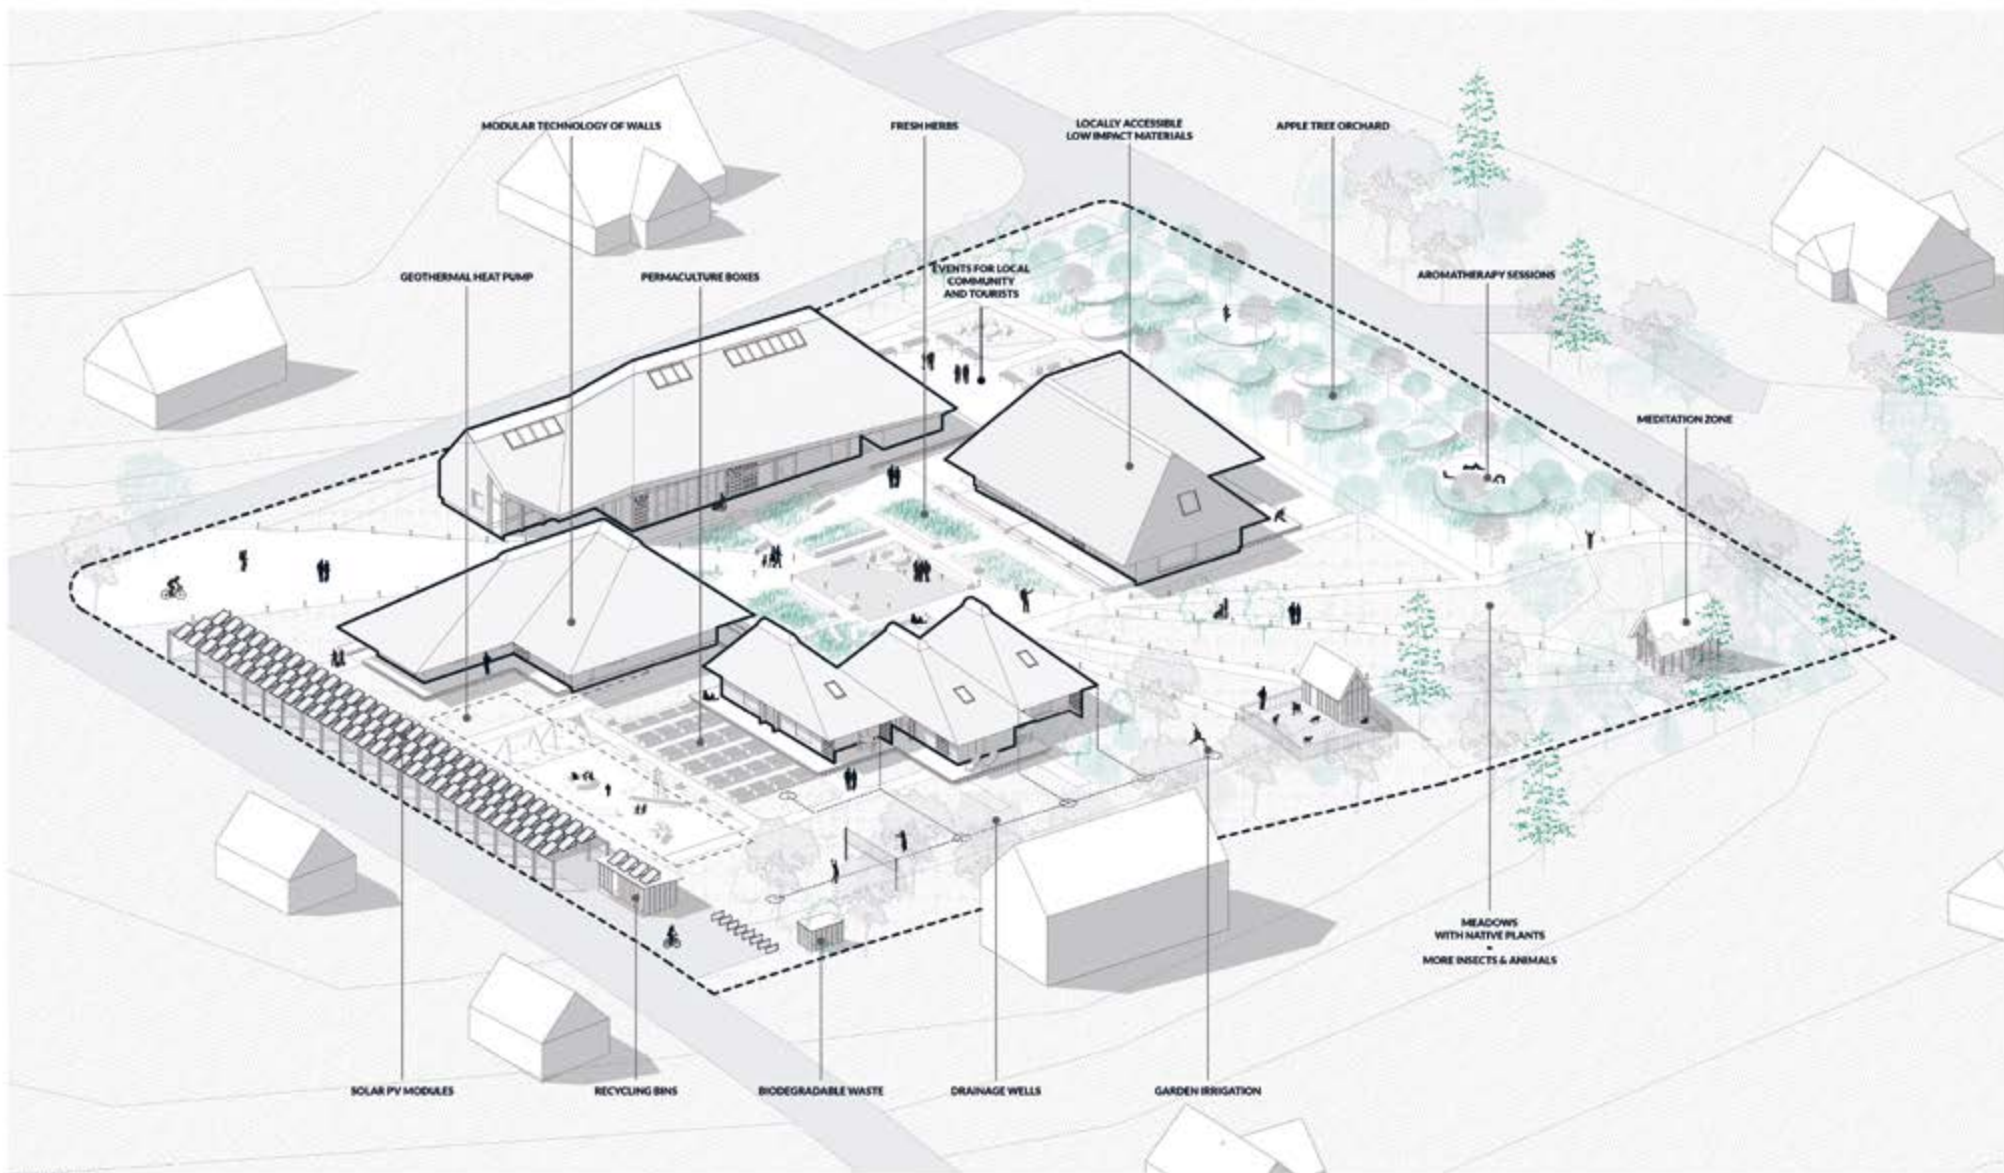 MODULAR TECHNOLOGY OF WALLS
FRESH HERBS
LOCALLY ACCESSIBLE
LOW IMPACT MATERIALS
APPLE TREE ORCHARD
GEOTHERMAL HEAT PUMP
PERMACULTURE BOXES
EVENTS FOR LOCAL
COMMUNITY
AND TOURISTS
AROMATHERAPY SESSIONS
MEDITATION ZONE
MEADOWS
WITH NATIVE PLANTS
=
MORE INSECTS & ANIMALS
SOLAR PV MODULES
RECYCLING BINS
BIODEGRADABLE WASTE
DRAINAGE WELLS
GARDEN IRRIGATION